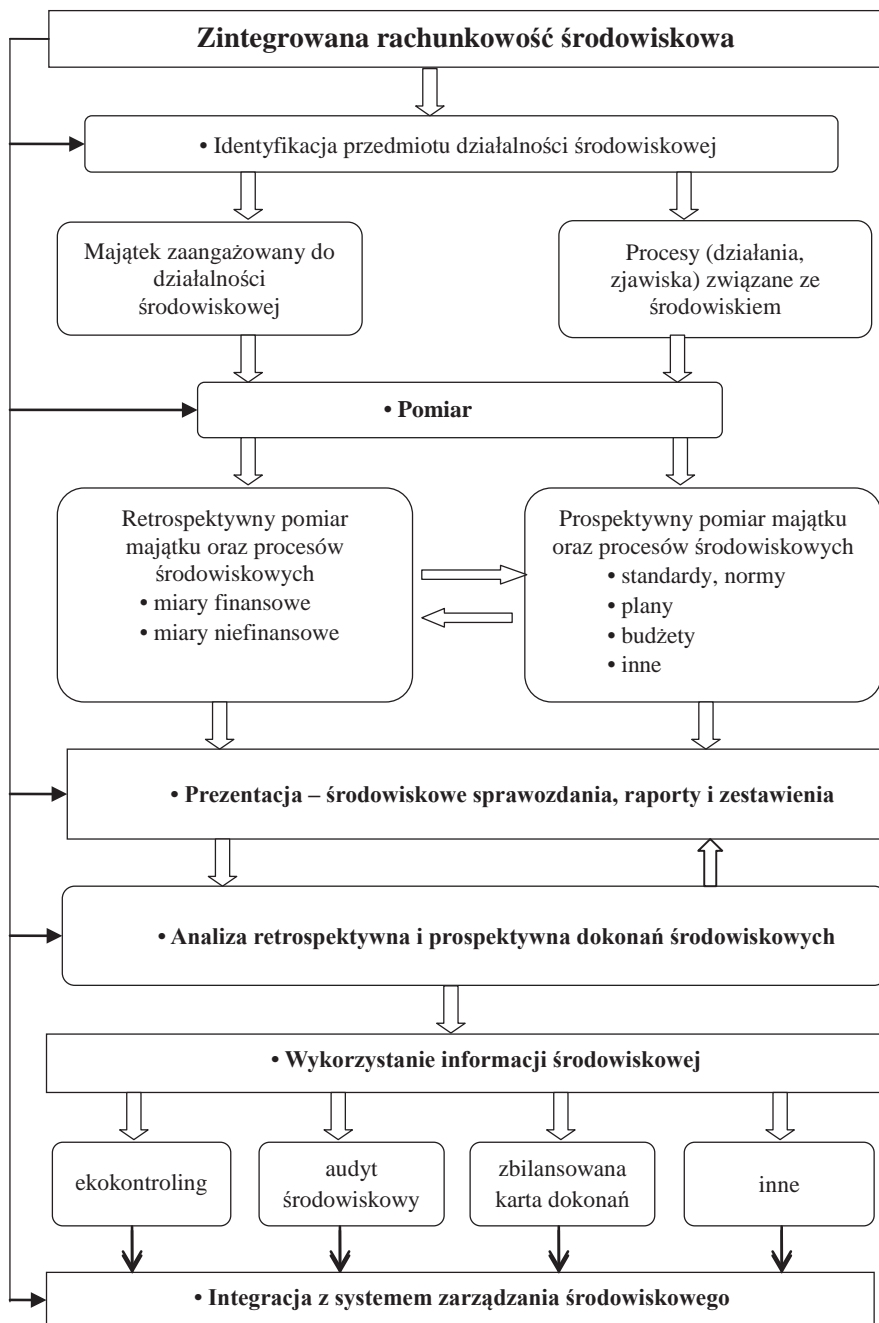 Zintegrowana rachunkowość środowiskowa
• Identyfikacja przedmiotu działalności środowiskowej
Majątek zaangażowany do
działalności
środowiskowej
Procesy (działania,
zjawiska) związane ze
środowiskiem
• Pomiar
Retrospektywny pomiar
majątku oraz procesów
środowiskowych
• miary finansowe
• miary niefinansowe
Prospektywny pomiar majątku
oraz procesów środowiskowych
• standardy, normy
• plany
• budżety
• inne
• Prezentacja – środowiskowe sprawozdania, raporty i zestawienia
• Analiza retrospektywna i prospektywna dokonań środowiskowych
• Wykorzystanie informacji środowiskowej
ekokontroling
audyt
środowiskowy
zbilansowana
karta dokonań
inne
• Integracja z systemem zarządzania środowiskowego